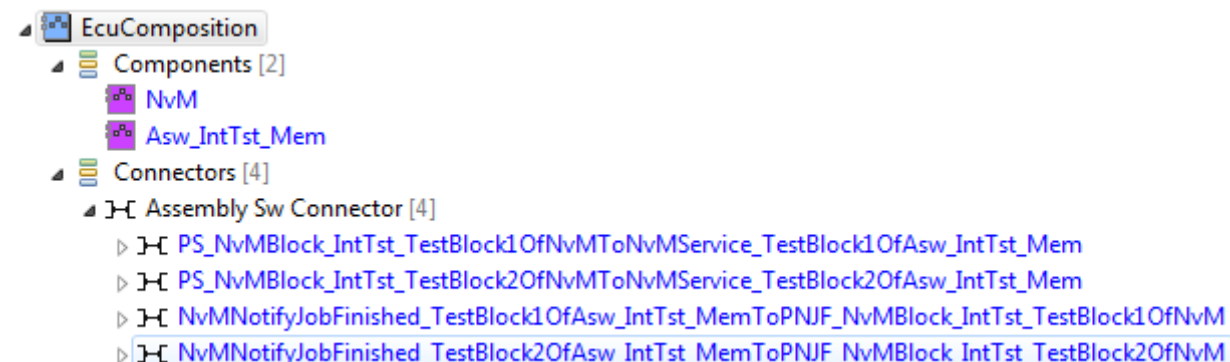 EcuComposition
Components [2]
NvM
Asw_IntTst_Mem
Connectors [4]
Assembly Sw Connector [4]
PS_NvMBlock_IntTst_TestBlock1OfNvMToNvMService_TestBlock1OfAsw_IntTst_Mem
PS_NvMBlock_IntTst_TestBlock2OfNvMToNvMService_TestBlock2OfAsw_IntTst_Mem
NvMNotifyJobFinished_TestBlock1OfAsw_IntTst_MemToPNJF_NvMBlock_IntTst_TestBlock1OfNvM
NvMNotifyJobFinished_TestBlock2OfAsw_IntTst_MemToPNJF_NvMBlock_IntTst_TestBlock2OfNvM